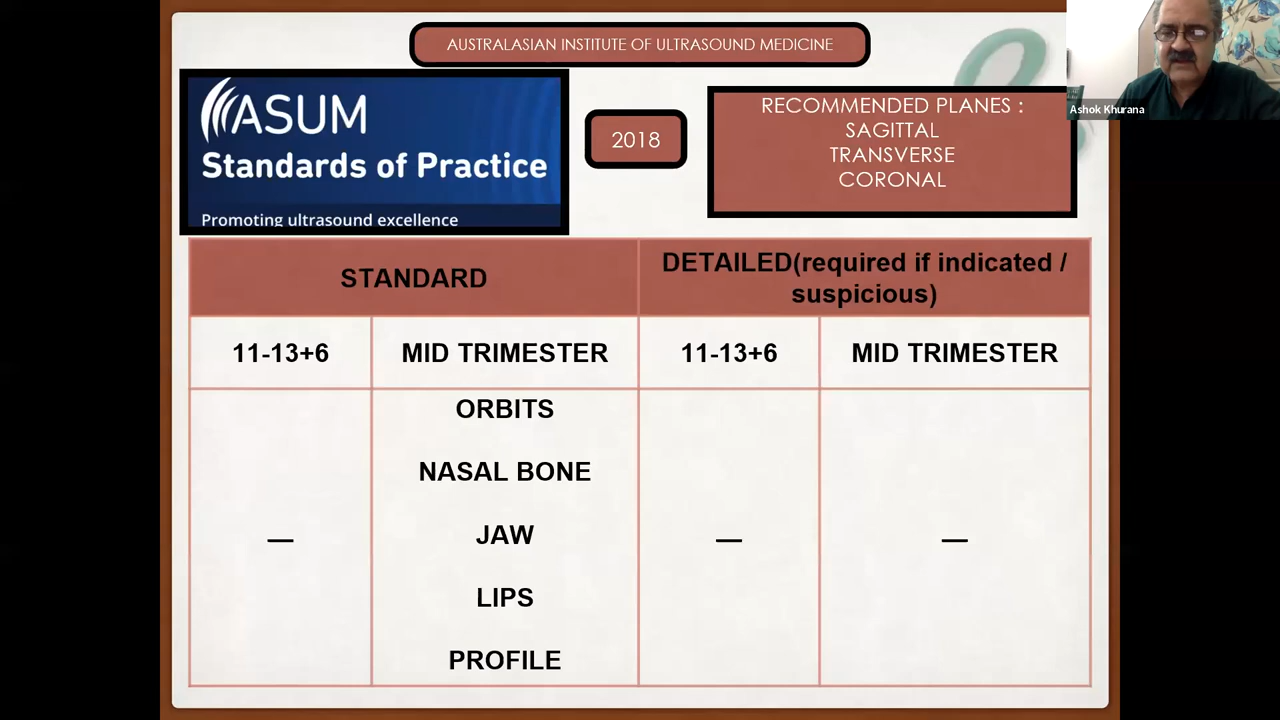 AUSTRALASIAN INSTITUTE OF ULTRASOUND MEDICINE
ASUM
Standards of Practice
Promoting ultrasound excellence
2018
RECOMMENDED PLANES :
SAGITTAL
TRANSVERSE
CORONAL
Ashok Khurana
STANDARD
DETAILED(required if indicated /
suspicious)
11-13+6
MID TRIMESTER
11-13+6
MID TRIMESTER
ORBITS
NASAL BONE
JAW
LIPS
PROFILE
—
—
—